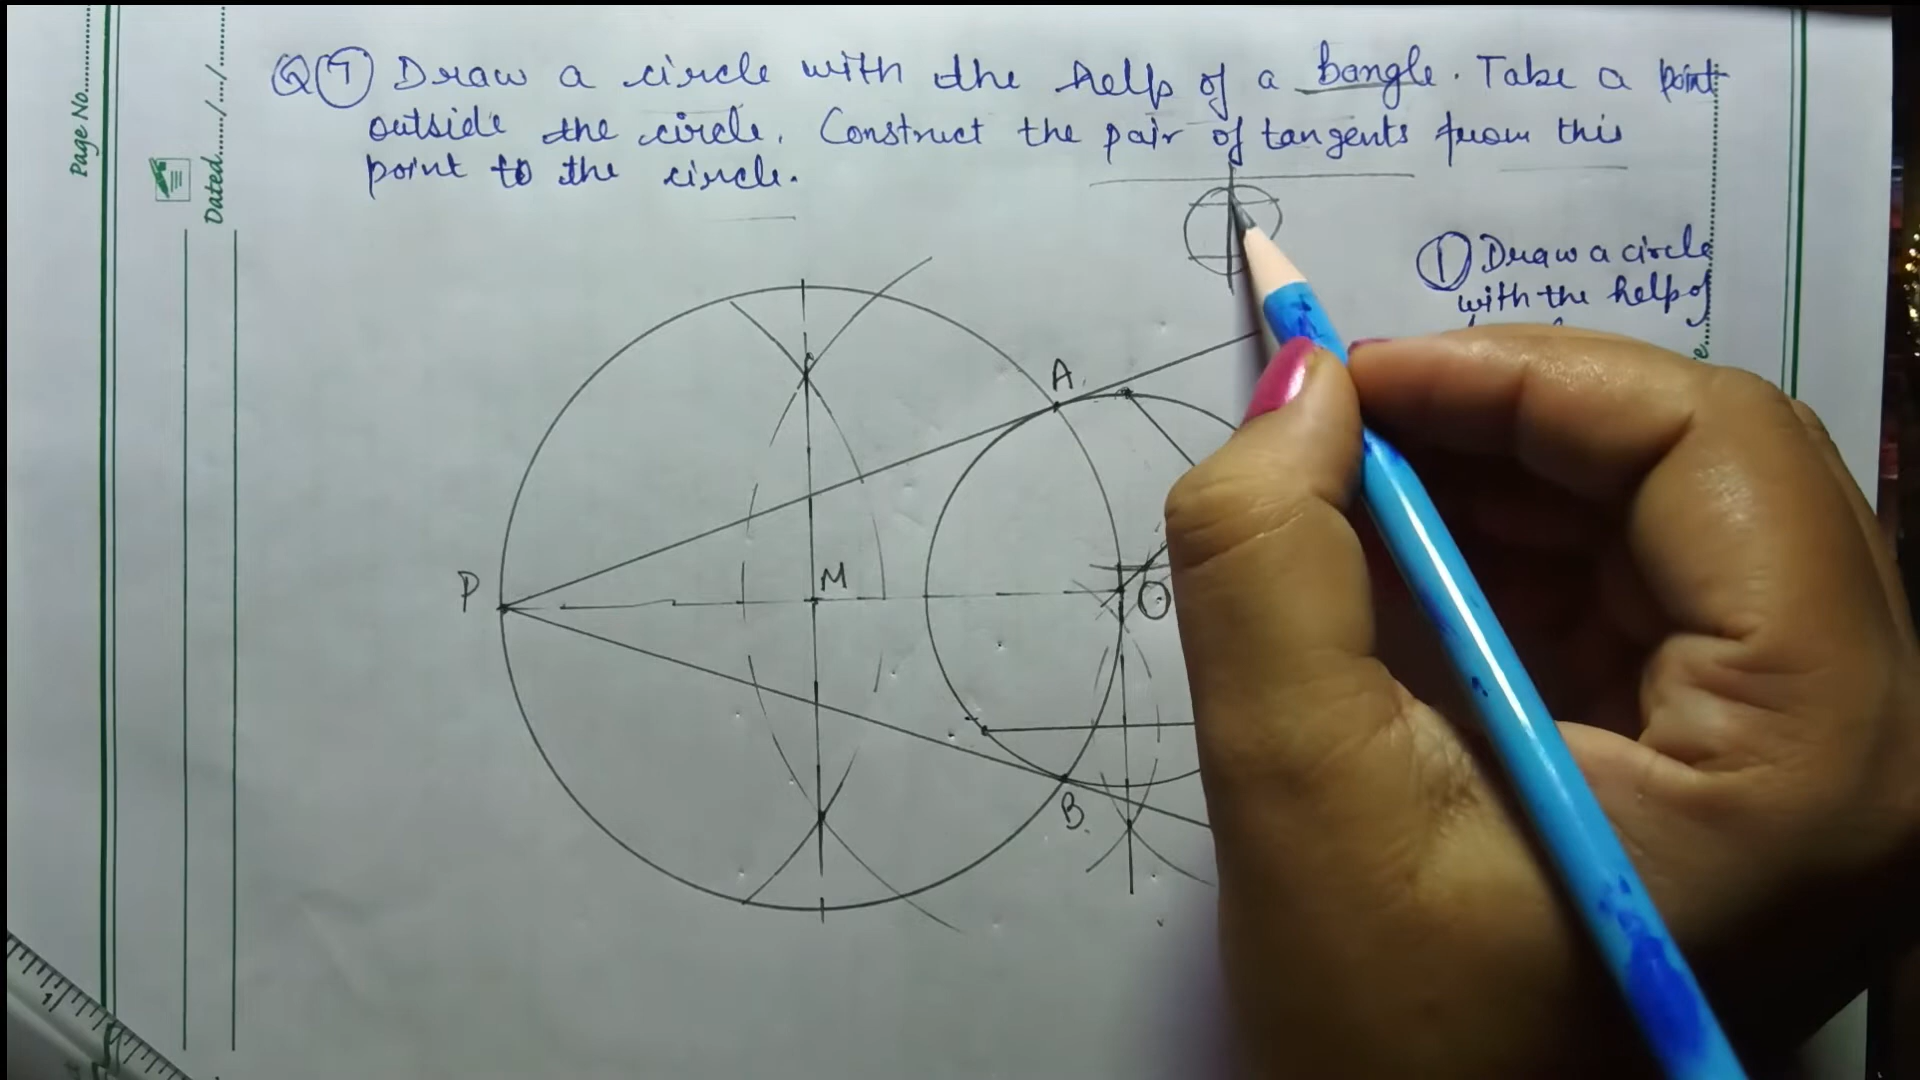 Q 7 Draw a circle with the help of a bangle. Take a point
outside the circle. Construct the pair of tangents from this
point to the circle.
① Draw a circle
with the help of
Page No.
Dated....../..../....
A
P
M
O
B
1